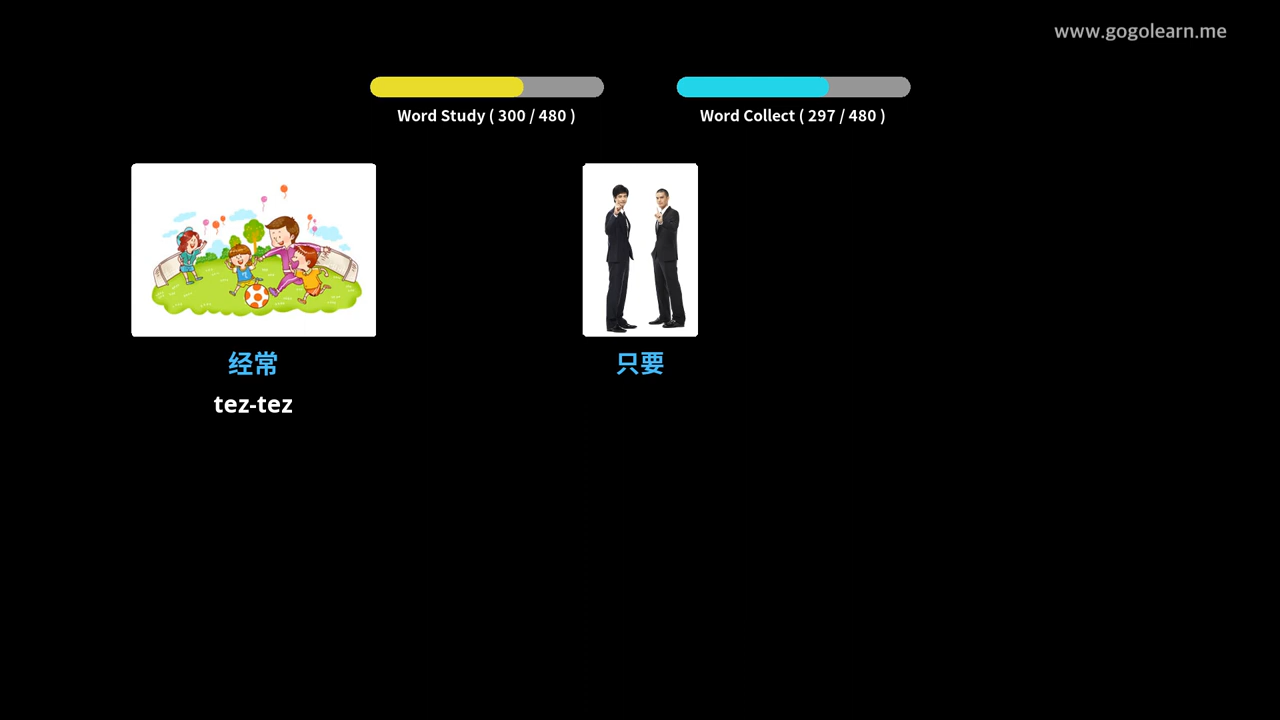 www.gogolearn.me
Word Study ( 300 / 480 )
Word Collect ( 297 / 480 )
经常
只要
tez-tez